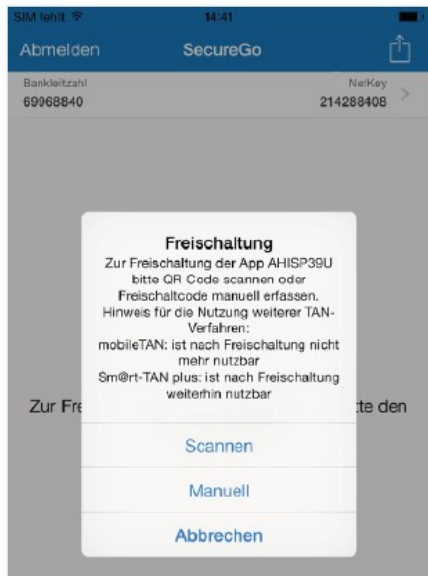 SIM fehlt 14:41
Abmelden SecureGo
Bankleitzahl NetKey
69968840 214288408
Freischaltung
Zur Freischaltung der App AHISP39U
bitte QR Code scannen oder
Freischaltcode manuell erfassen.
Hinweis für die Nutzung weiterer TAN-
Verfahren:
mobileTAN: ist nach Freischaltung nicht
mehr nutzbar
Sm@rt-TAN plus: ist nach Freischaltung
weiterhin nutzbar
Zur Fre te den
Scannen
Manuell
Abbrechen